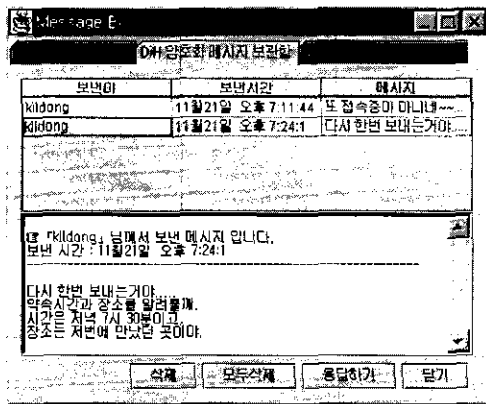 Message B
D/H 암호화 메시지 보관함
보낸이 보낸시간 메시지
kildong 11월21일 오후 7:11:44 또 접속중이 아니네~~...
kildong 11월21일 오후 7:24:1 다시 한번 보내는거야....
☞ 「kildong」 님께서 보낸 메시지 입니다.
보낸 시간 : 11월21일 오후 7:24:1
다시 한번 보내는거야.
약속시간과 장소를 알려줄께.
시간은 저녁 7시 30분이고,
장소는 저번에 만났던 곳이야.
삭제 모두삭제 응답하기 닫기